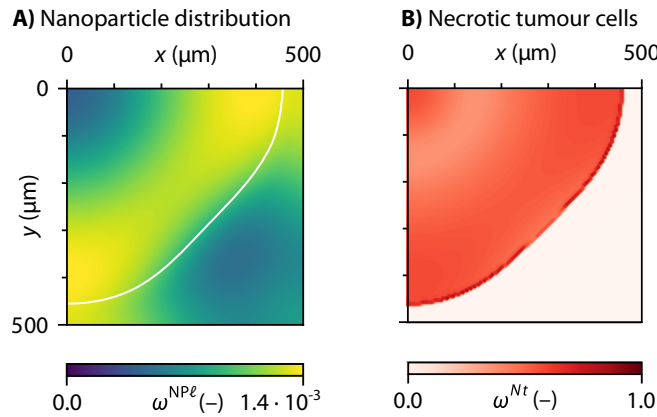 A) Nanoparticle distribution
0 500
x (µm)
0
y (µm)
500
0.0 ω^{NPℓ}(−) 1.4 · 10^{-3}
B) Necrotic tumour cells
0 500
x (µm)
0.0 ω^{Nt}(−) 1.0